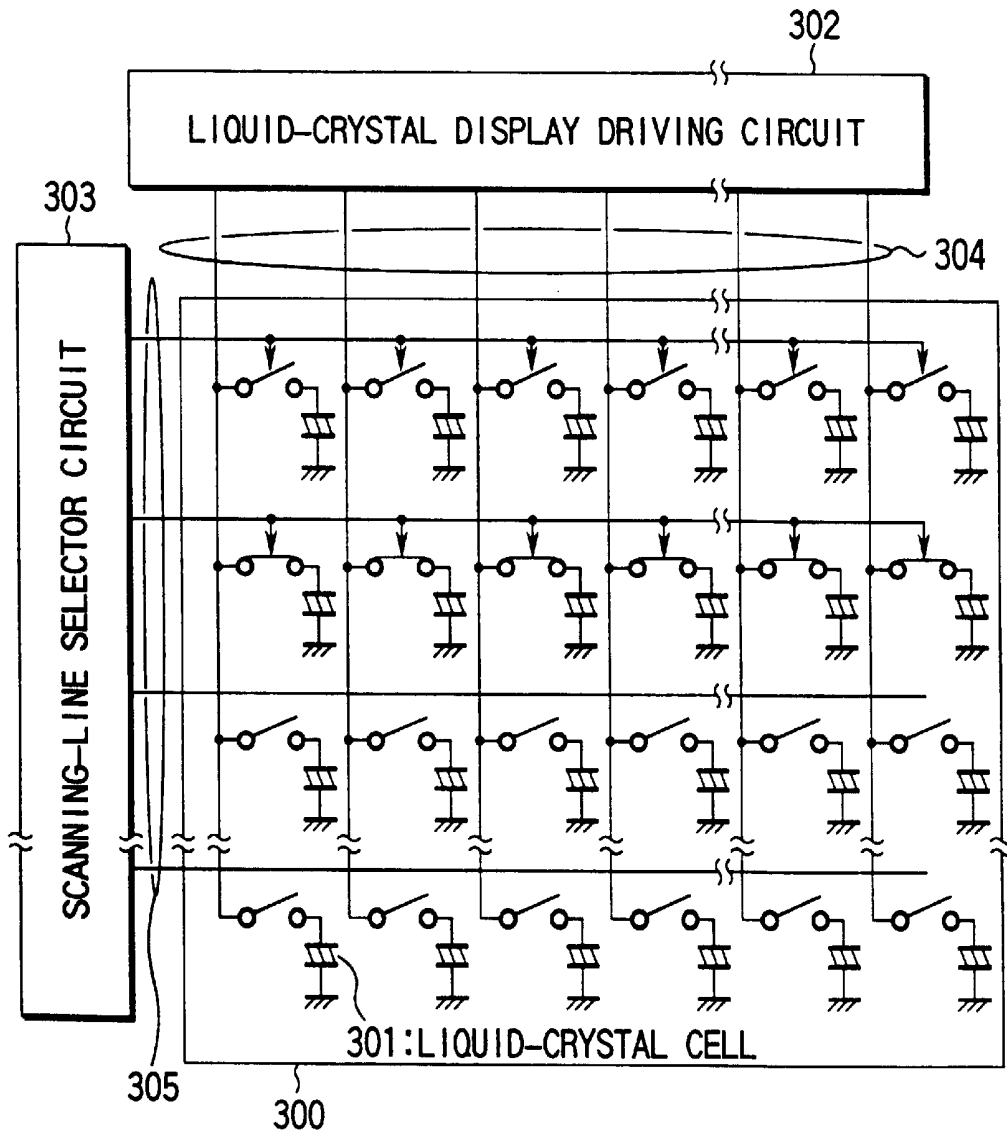 302
LIQUID-CRYSTAL DISPLAY DRIVING CIRCUIT
303
304
SCANNING-LINE SELECTOR CIRCUIT
301:LIQUID-CRYSTAL CELL
305
300